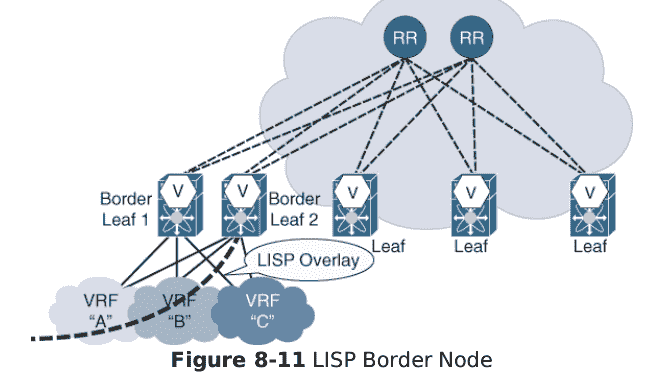 RR RR
V V V V V
Border
Leaf 1
Border
Leaf 2
Leaf
Leaf
Leaf
LISP Overlay
VRF
"A"
VRF
"B"
VRF
"C"
Figure 8-11 LISP Border Node